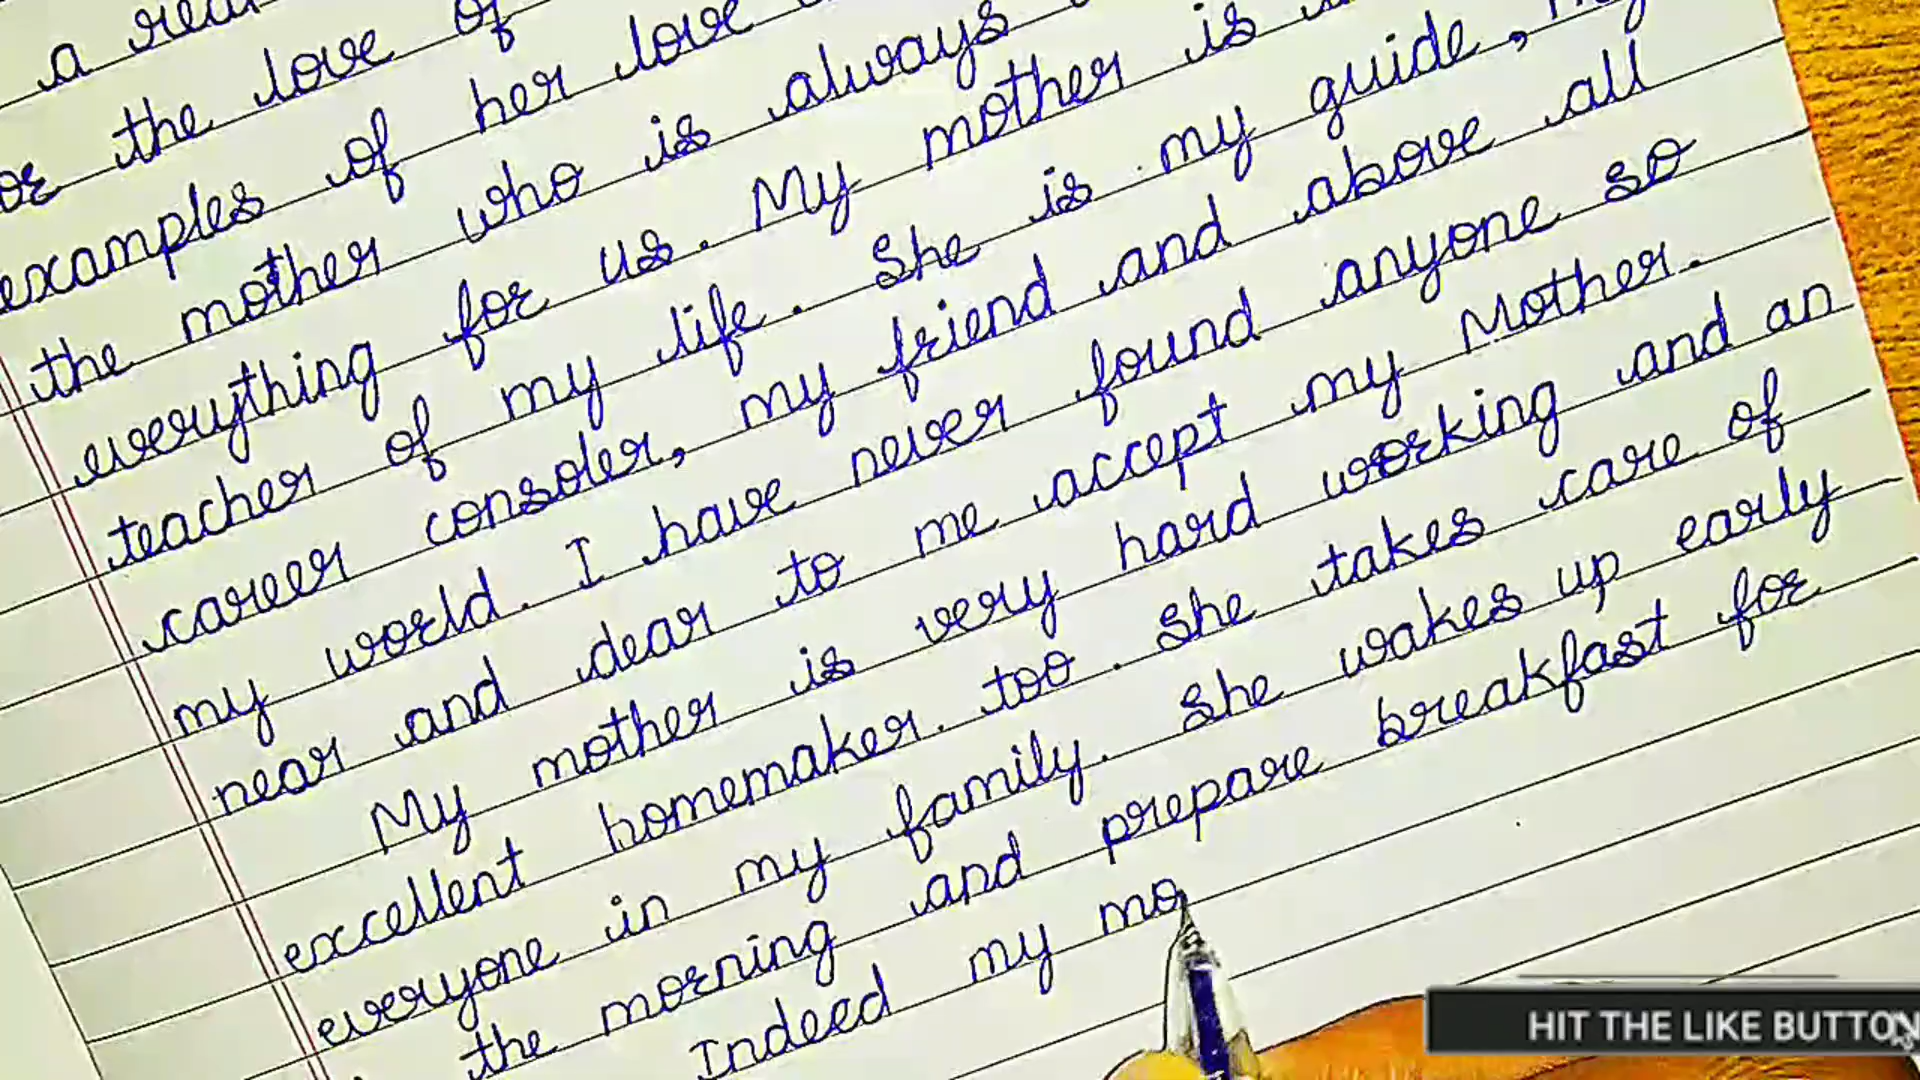 a real
the love of
examples of her love
the mother who is always
everything for us. My mother is
teacher of my life. She is my guide,
career consoler, my friend and above all
my world. I have never found anyone so
near and dear to me accept my Mother.
My mother is very hard working and an
excellent homemaker. too. She takes care of
everyone in my family. She wakes up early
the morning and prepare breakfast for
Indeed my mo
HIT THE LIKE BUTTON